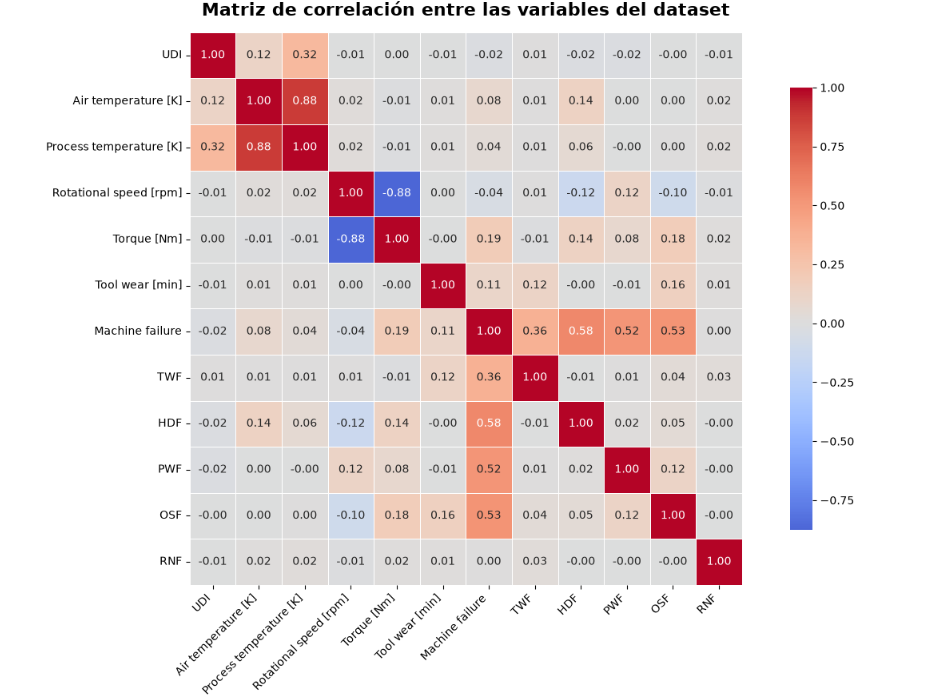 Matriz de correlación entre las variables del dataset
UDI 1.00 0.12 0.32 -0.01 0.00 -0.01 -0.02 0.01 -0.02 -0.02 -0.00 -0.01
Air temperature [K] 0.12 1.00 0.88 0.02 -0.01 0.01 0.08 0.01 0.14 0.00 0.00 0.02
Process temperature [K] 0.32 0.88 1.00 0.02 -0.01 0.01 0.04 0.01 0.06 -0.00 0.00 0.02
Rotational speed [rpm] -0.01 0.02 0.02 1.00 -0.88 0.00 -0.04 0.01 -0.12 0.12 -0.10 -0.01
Torque [Nm] 0.00 -0.01 -0.01 -0.88 1.00 -0.00 0.19 -0.01 0.14 0.08 0.18 0.02
Tool wear [min] -0.01 0.01 0.01 0.00 -0.00 1.00 0.11 0.12 -0.00 -0.01 0.16 0.01
Machine failure -0.02 0.08 0.04 -0.04 0.19 0.11 1.00 0.36 0.58 0.52 0.53 0.00
TWF 0.01 0.01 0.01 0.01 -0.01 0.12 0.36 1.00 -0.01 0.01 0.04 0.03
HDF -0.02 0.14 0.06 -0.12 0.14 -0.00 0.58 -0.01 1.00 0.02 0.05 -0.00
PWF -0.02 0.00 -0.00 0.12 0.08 -0.01 0.52 0.01 0.02 1.00 0.12 -0.00
OSF -0.00 0.00 0.00 -0.10 0.18 0.16 0.53 0.04 0.05 0.12 1.00 -0.00
RNF -0.01 0.02 0.02 -0.01 0.02 0.01 0.00 0.03 -0.00 -0.00 -0.00 1.00
UDI
Air temperature [K]
Process temperature [K]
Rotational speed [rpm]
Torque [Nm]
Tool wear [min]
Machine failure
TWF
HDF
PWF
OSF
RNF
1.00
0.75
0.50
0.25
0.00
−0.25
−0.50
−0.75